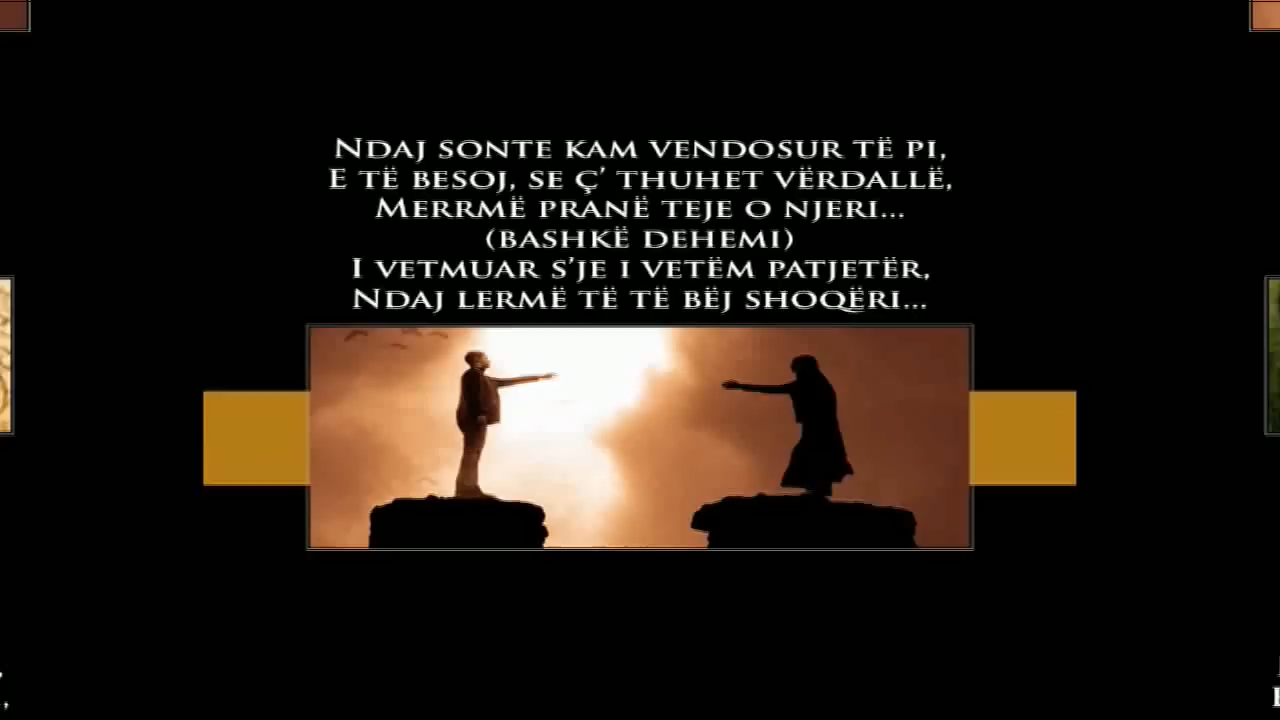 Ndaj sonte kam vendosur të pi,
E të besoj, se ç’ thuhet vërdallë,
Merrmë pranë teje o njeri...
(bashkë dehemi)
I vetmuar s’je i vetëm patjetër,
Ndaj lermë të të bëj shoqëri...